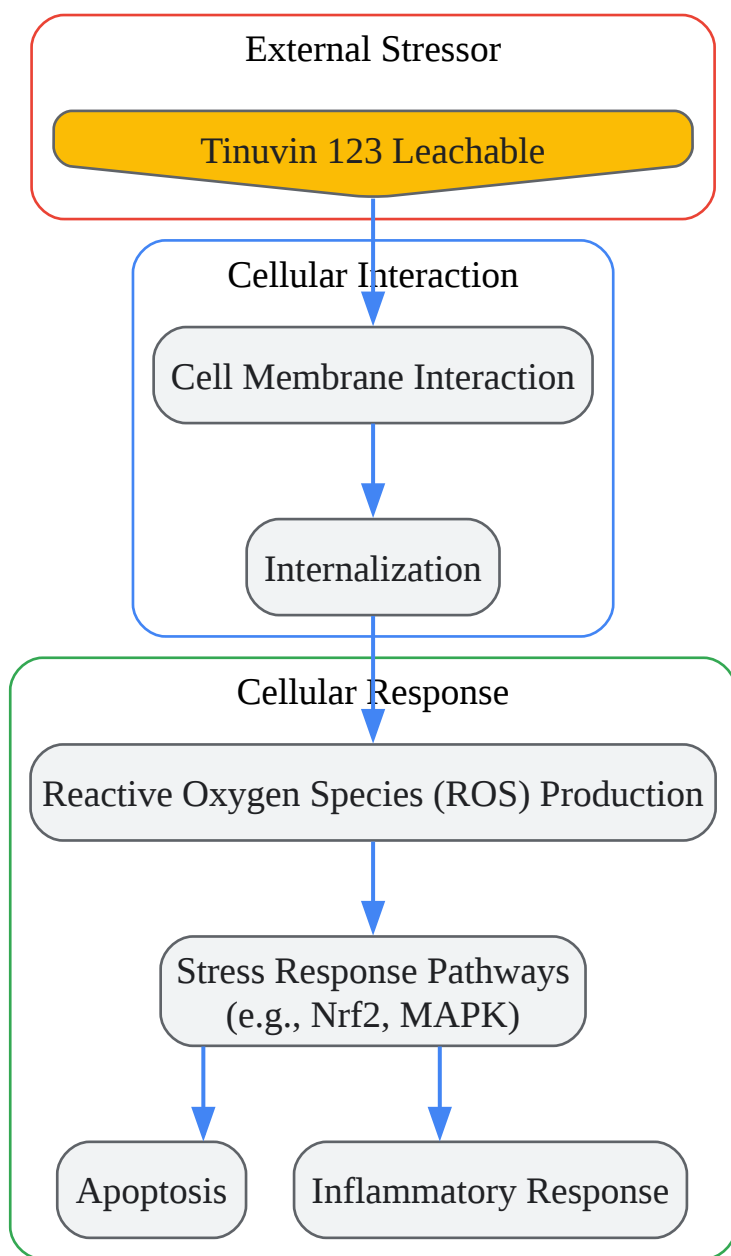 External Stressor
Tinuvin 123 Leachable
Cellular Interaction
Cell Membrane Interaction
Internalization
Cellular Response
Reactive Oxygen Species (ROS) Production
Stress Response Pathways
(e.g., Nrf2, MAPK)
Apoptosis
Inflammatory Response